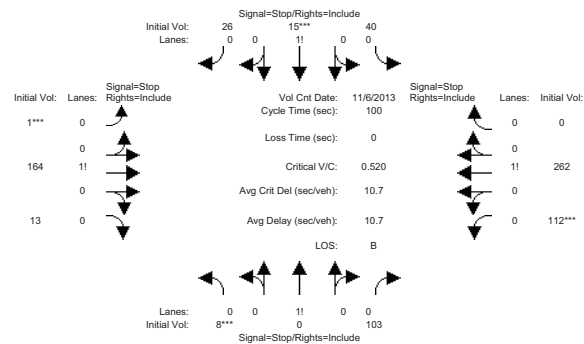 Signal=Stop/Rights=Include
Initial Vol: 26 15*** 40
Lanes: 0 0 1! 0 0
Signal=Stop
Initial Vol: Lanes: Rights=Include
Vol Cnt Date: 11/6/2013
Signal=Stop
Rights=Include Lanes: Initial Vol:
Cycle Time (sec): 100
1*** 0
0 0
Loss Time (sec): 0
0
0
164 1!
Critical V/C: 0.520
1! 262
0
Avg Crit Del (sec/veh): 10.7
0
13 0
Avg Delay (sec/veh): 10.7
0 112***
LOS: B
Lanes: 0 0 1! 0 0
Initial Vol: 8*** 0 103
Signal=Stop/Rights=Include